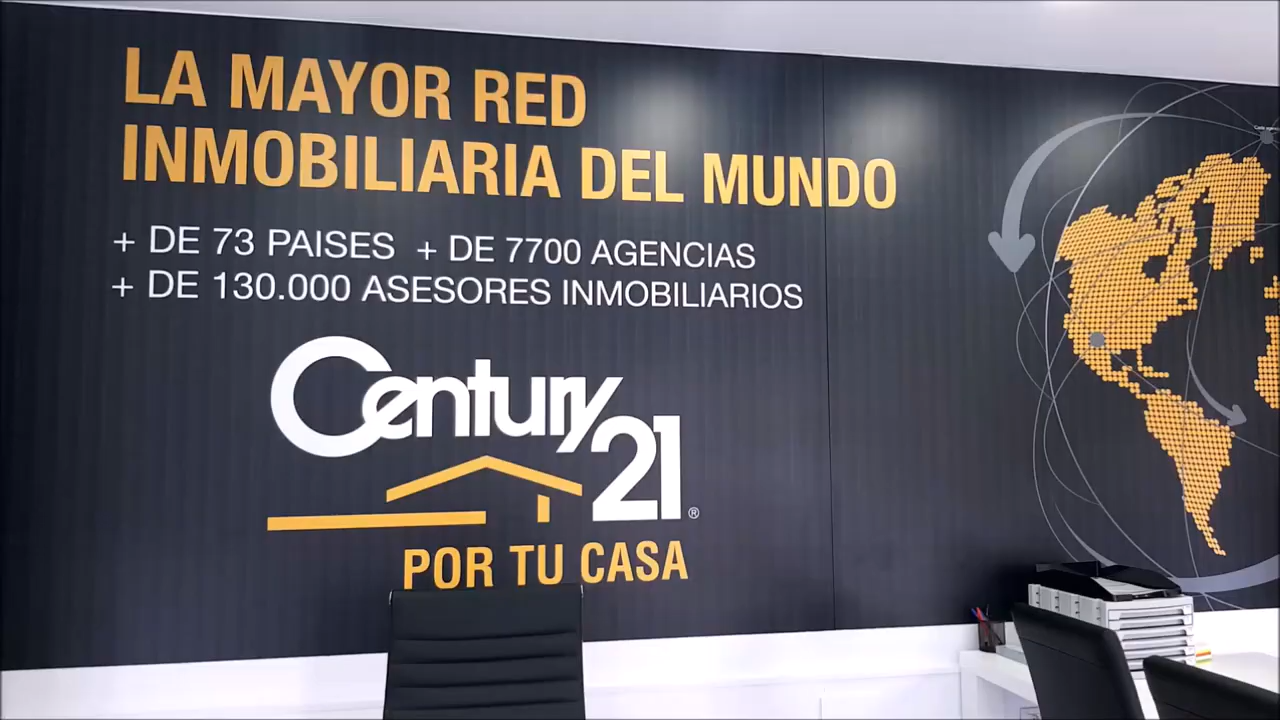 LA MAYOR RED
INMOBILIARIA DEL MUNDO
+ DE 73 PAISES + DE 7700 AGENCIAS
+ DE 130.000 ASESORES INMOBILIARIOS
Century
21®
POR TU CASA